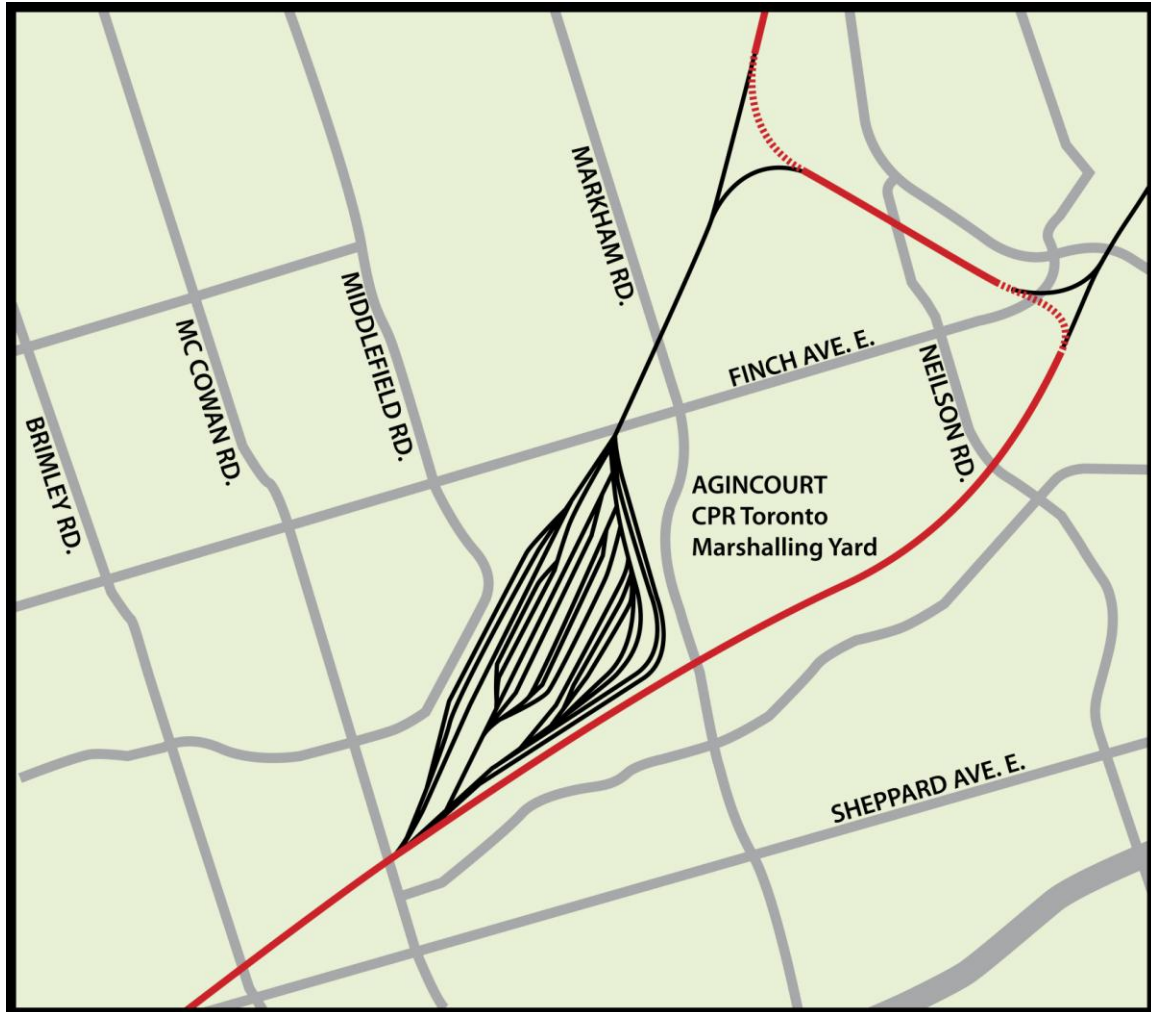 MARKHAM RD.
MIDDLEFIELD RD.
MC COWAN RD.
BRIMLEY RD.
FINCH AVE. E.
NEILSON RD.
AGINCOURT
CPR Toronto
Marshalling Yard
SHEPPARD AVE. E.